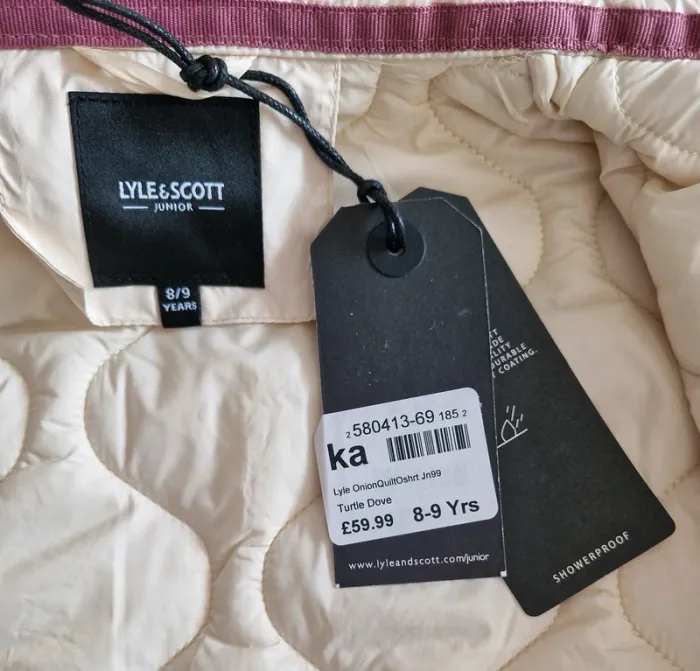 LYLE&SCOTT
JUNIOR
8/9
YEARS
2 580413-69 185 2
ka
Lyle OnionQuiltOshrt Jn99
Turtle Dove
£59.99 8-9 Yrs
www.lyleandscott.com/junior
COATING.
SHOWERPROOF